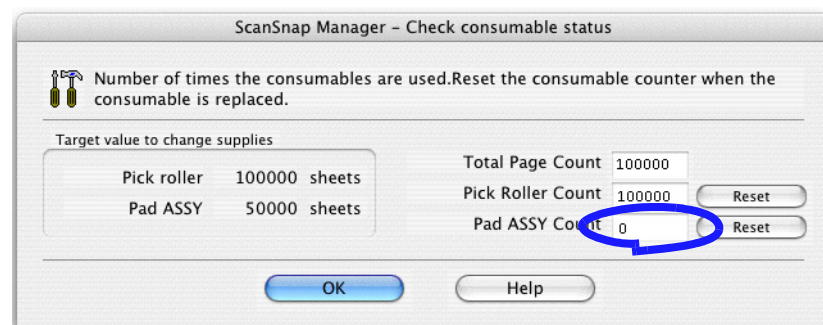 ScanSnap Manager – Check consumable status
Number of times the consumables are used.Reset the consumable counter when the
consumable is replaced.
Target value to change supplies
Pick roller 100000 sheets
Pad ASSY 50000 sheets
Total Page Count 100000
Pick Roller Count 100000 Reset
Pad ASSY Count 0 Reset
OK Help